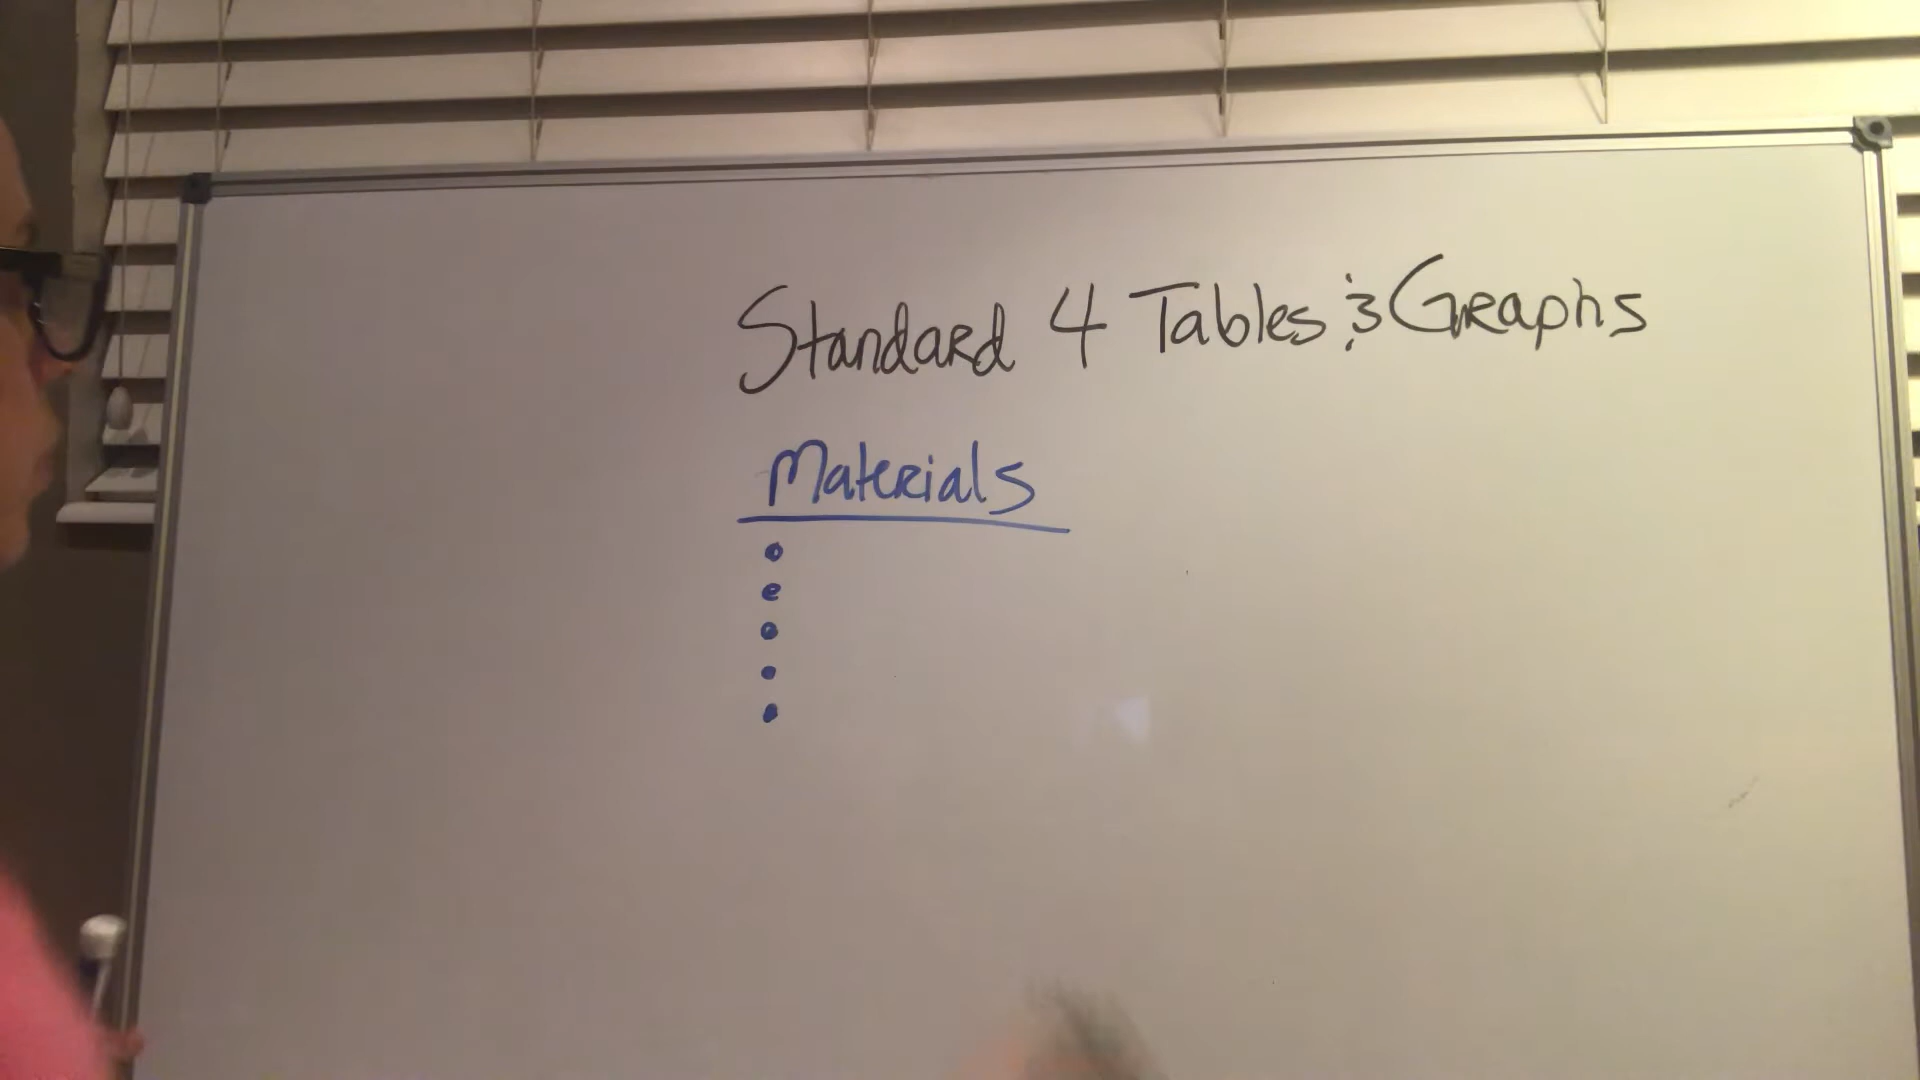 Standard 4 Tables & Graphs
Materials
•
•
•
•
•